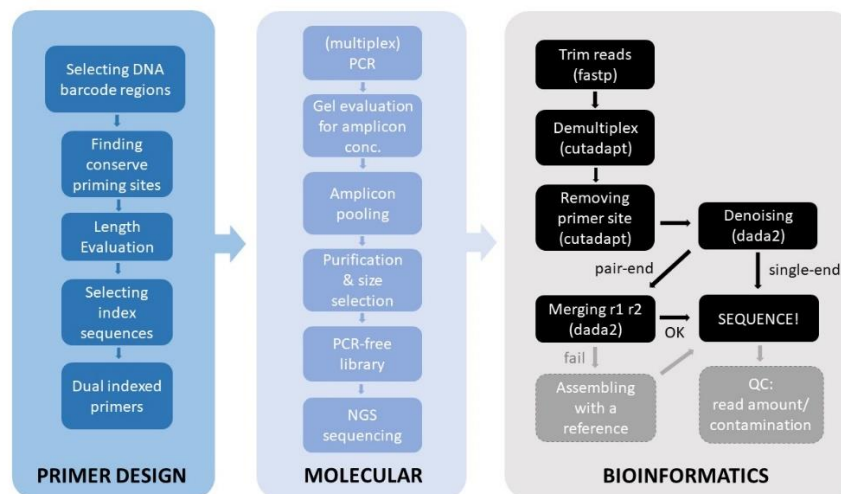 Selecting DNA
barcode regions
Finding
conserve
priming sites
Length
Evaluation
Selecting
index
sequences
Dual indexed
primers
PRIMER DESIGN
(multiplex)
PCR
Gel evaluation
for amplicon
conc.
Amplicon
pooling
Purification
& size
selection
PCR-free
library
NGS
sequencing
MOLECULAR
Trim reads
(fastp)
Demultiplex
(cutadapt)
Removing
primer site
(cutadapt)
Denoising
(dada2)
pair-end
single-end
Merging r1 r2
(dada2)
OK
SEQUENCE!
fail
Assembling
with a
reference
QC:
read amount/
contamination
BIOINFORMATICS